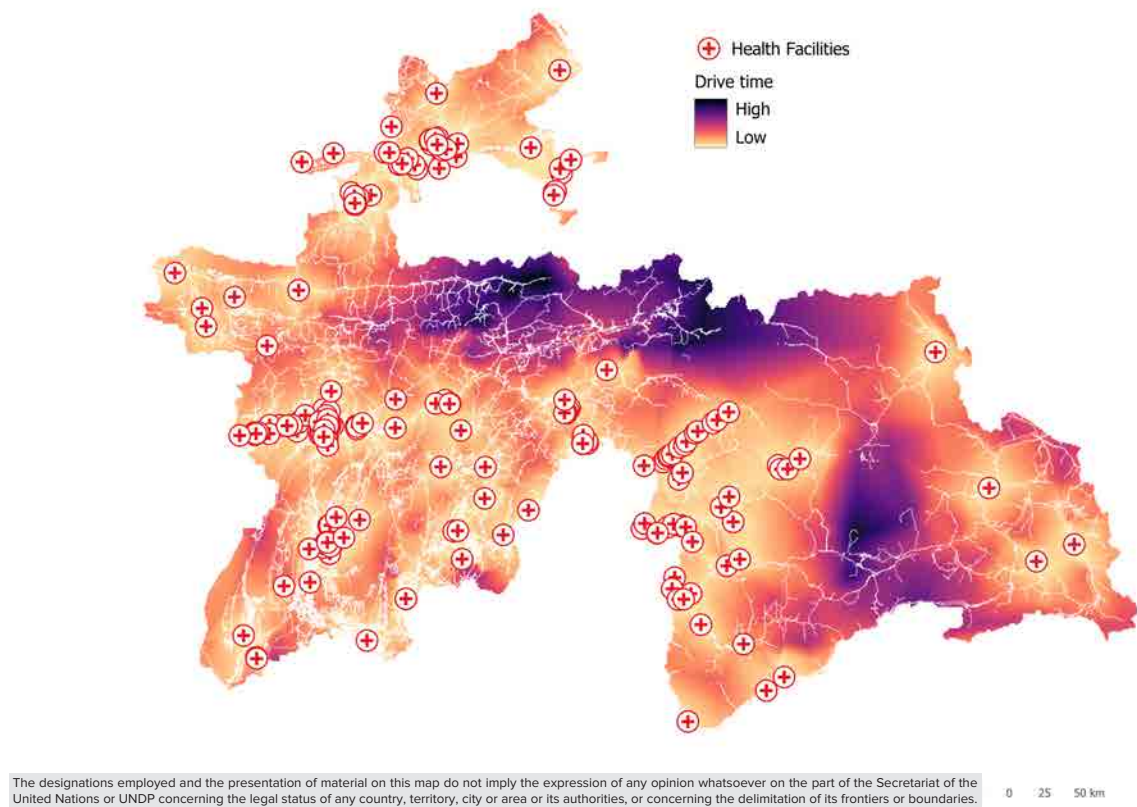 Health Facilities
Drive time
High
Low
The designations employed and the presentation of material on this map do not imply the expression of any opinion whatsoever on the part of the Secretariat of the
United Nations or UNDP concerning the legal status of any country, territory, city or area or its authorities, or concerning the delimitation of its frontiers or boundaries.
0 25 50 km